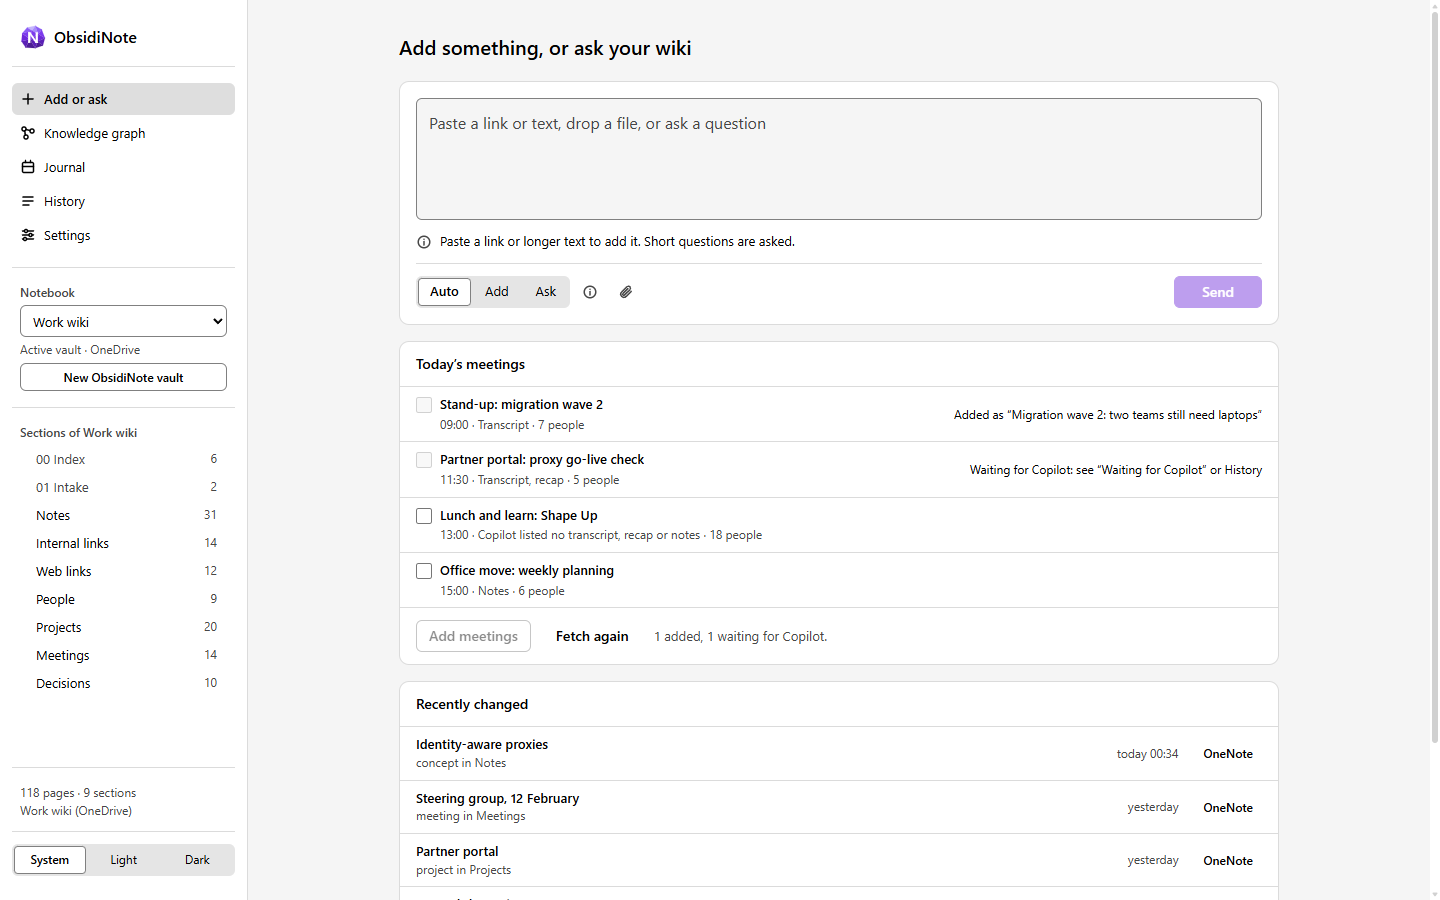 ObsidiNote
Add or ask
Knowledge graph
Journal
History
Settings
Notebook
Work wiki
Active vault · OneDrive
New ObsidiNote vault
Sections of Work wiki
00 Index 6
01 Intake 2
Notes 31
Internal links 14
Web links 12
People 9
Projects 20
Meetings 14
Decisions 10
118 pages · 9 sections
Work wiki (OneDrive)
System Light Dark
Add something, or ask your wiki
Paste a link or text, drop a file, or ask a question
Paste a link or longer text to add it. Short questions are asked.
Auto Add Ask Send
Today’s meetings
Stand-up: migration wave 2
09:00 · Transcript · 7 people
Added as “Migration wave 2: two teams still need laptops”
Partner portal: proxy go-live check
11:30 · Transcript, recap · 5 people
Waiting for Copilot: see “Waiting for Copilot” or History
Lunch and learn: Shape Up
13:00 · Copilot listed no transcript, recap or notes · 18 people
Office move: weekly planning
15:00 · Notes · 6 people
Add meetings Fetch again 1 added, 1 waiting for Copilot.
Recently changed
Identity-aware proxies
concept in Notes
today 00:34 OneNote
Steering group, 12 February
meeting in Meetings
yesterday OneNote
Partner portal
project in Projects
yesterday OneNote